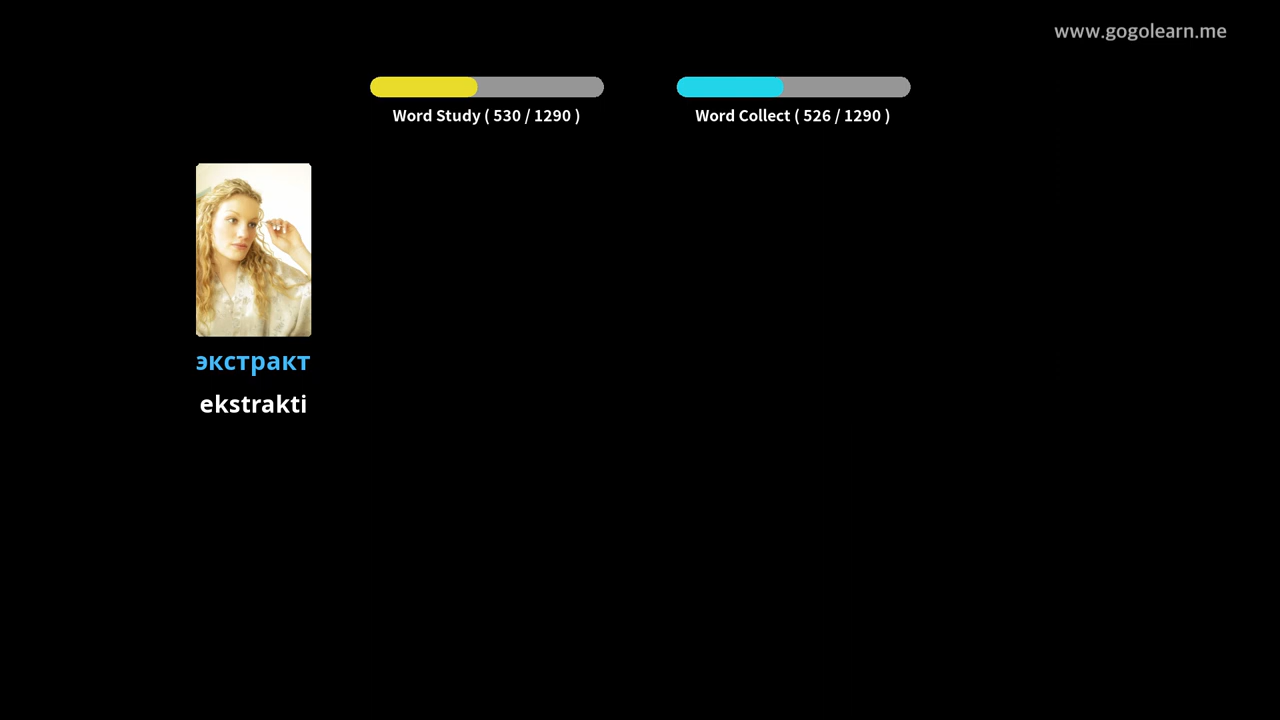 www.gogolearn.me
Word Study ( 530 / 1290 )
Word Collect ( 526 / 1290 )
экстракт
ekstrakti